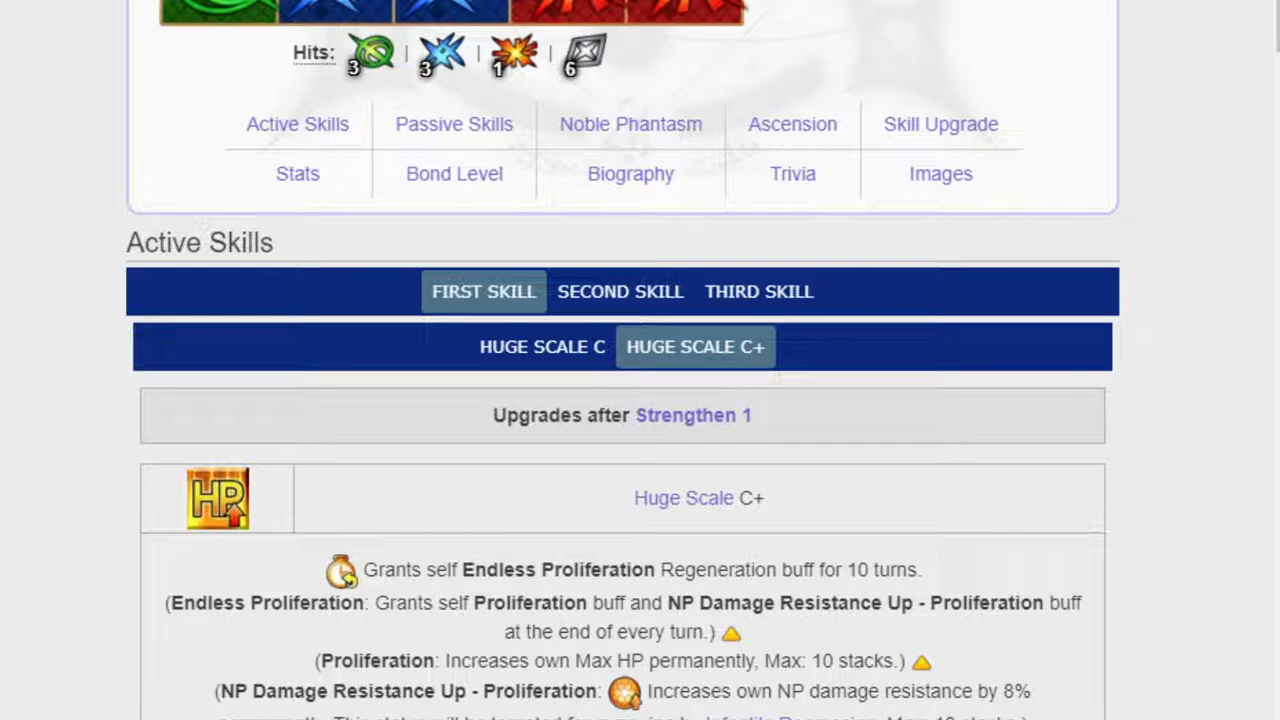 Hits: 3 | 3 | 1 | 6
Active Skills Passive Skills Noble Phantasm Ascension Skill Upgrade
Stats Bond Level Biography Trivia Images
Active Skills
FIRST SKILL SECOND SKILL THIRD SKILL
HUGE SCALE C HUGE SCALE C+
Upgrades after Strengthen 1
HP Huge Scale C+
Grants self Endless Proliferation Regeneration buff for 10 turns.
(Endless Proliferation: Grants self Proliferation buff and NP Damage Resistance Up - Proliferation buff
at the end of every turn.)
(Proliferation: Increases own Max HP permanently, Max: 10 stacks.)
(NP Damage Resistance Up - Proliferation: Increases own NP damage resistance by 8%